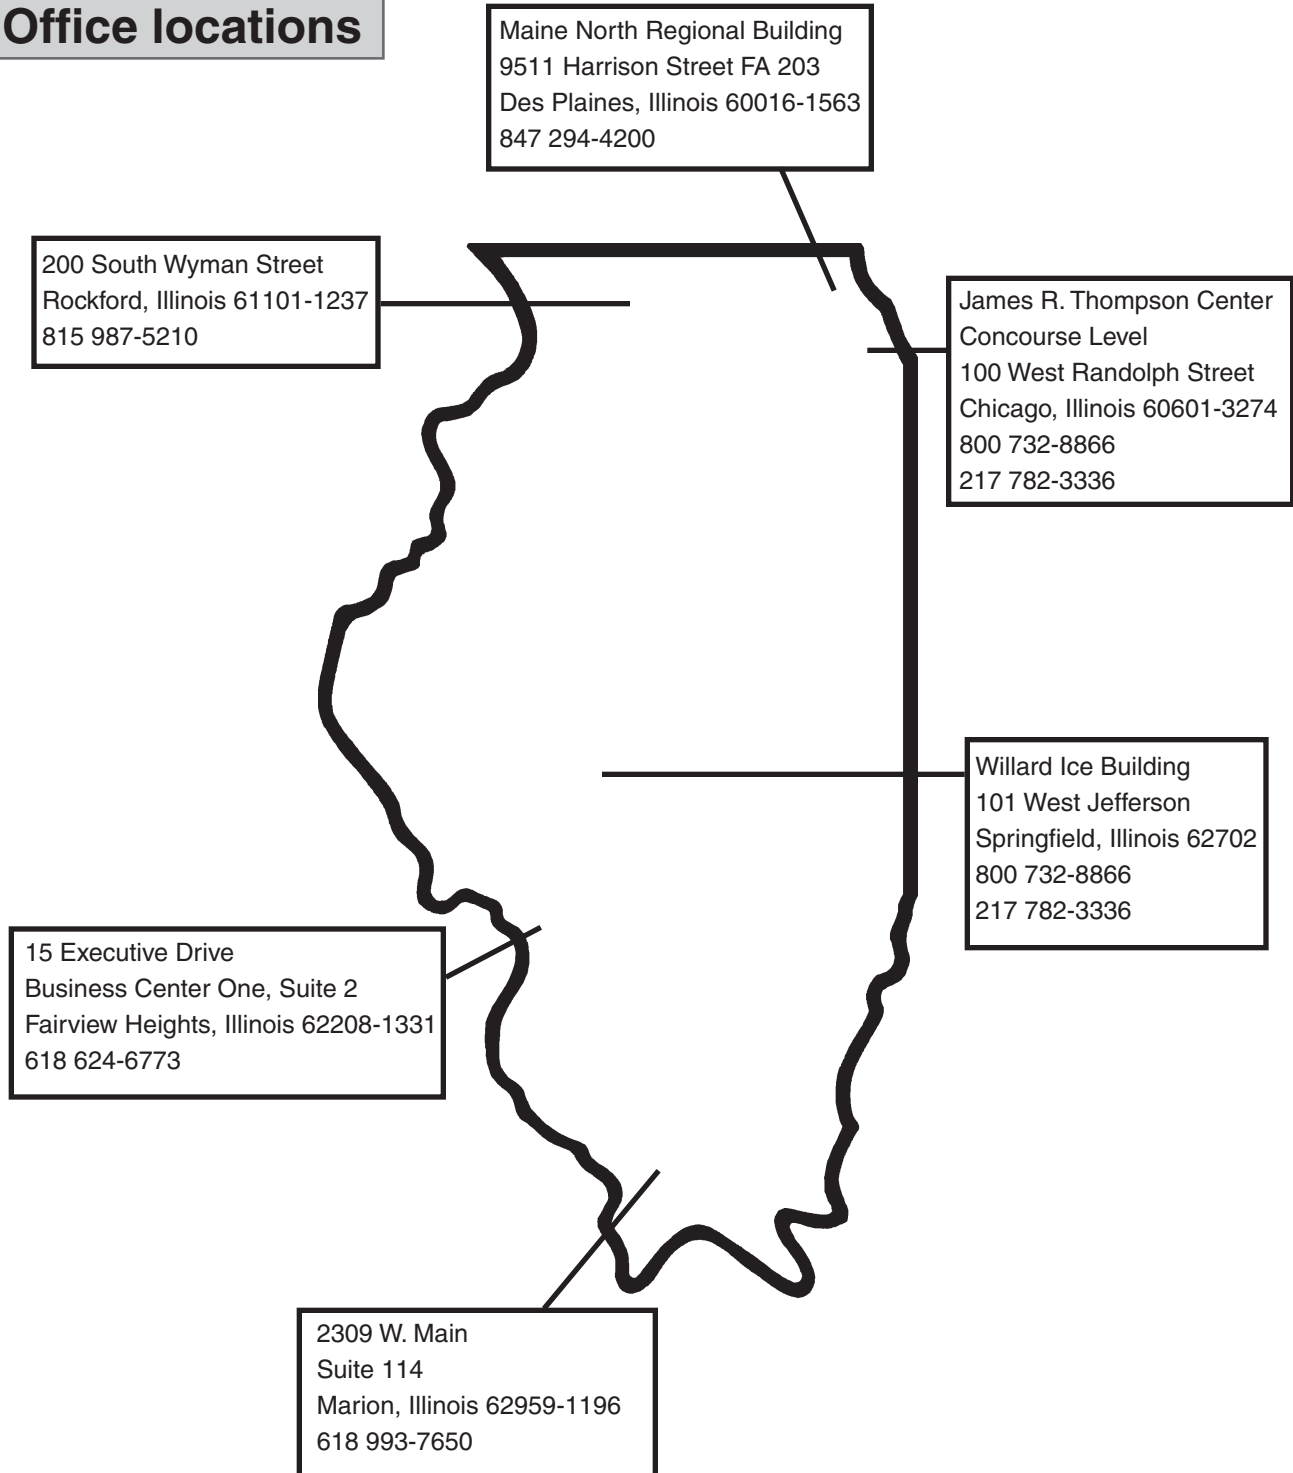 Office locations
Maine North Regional Building
9511 Harrison Street FA 203
Des Plaines, Illinois 60016-1563
847 294-4200
200 South Wyman Street
Rockford, Illinois 61101-1237
815 987-5210
James R. Thompson Center
Concourse Level
100 West Randolph Street
Chicago, Illinois 60601-3274
800 732-8866
217 782-3336
Willard Ice Building
101 West Jefferson
Springfield, Illinois 62702
800 732-8866
217 782-3336
15 Executive Drive
Business Center One, Suite 2
Fairview Heights, Illinois 62208-1331
618 624-6773
2309 W. Main
Suite 114
Marion, Illinois 62959-1196
618 993-7650